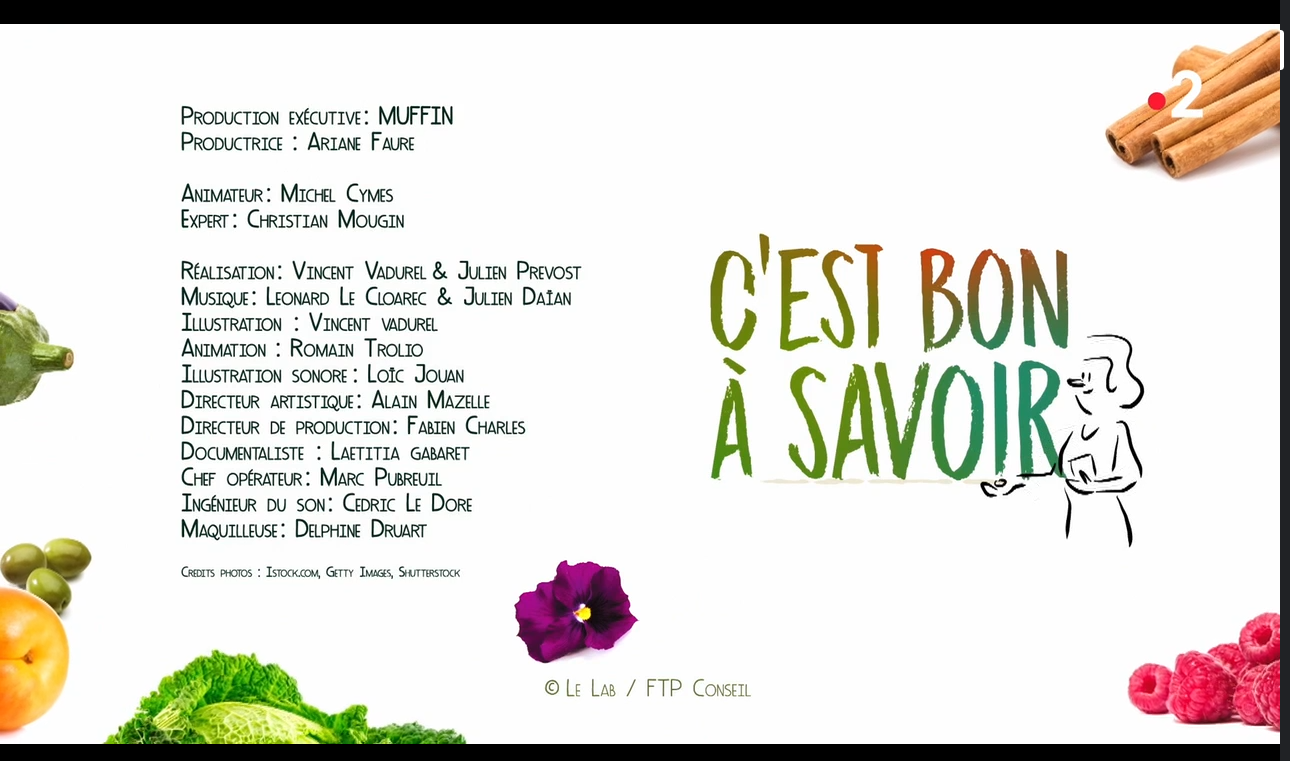 Production exécutive: MUFFIN
Productrice : Ariane Faure
Animateur: Michel Cymes
Expert: Christian Mougin
Réalisation: Vincent Vadurel & Julien Prevost
Musique: Leonard Le Cloarec & Julien Daïan
Illustration : Vincent vadurel
Animation : Romain Trolio
Illustration sonore: Loïc Jouan
Directeur artistique: Alain Mazelle
Directeur de production: Fabien Charles
Documentaliste : Laetitia gabaret
Chef opérateur: Marc Pubreuil
Ingénieur du son: Cedric Le Dore
Maquilleuse: Delphine Druart
Credits photos : Istock.com, Getty Images, Shutterstock
© Le Lab / FTP Conseil
C'EST BON
À SAVOIR
2